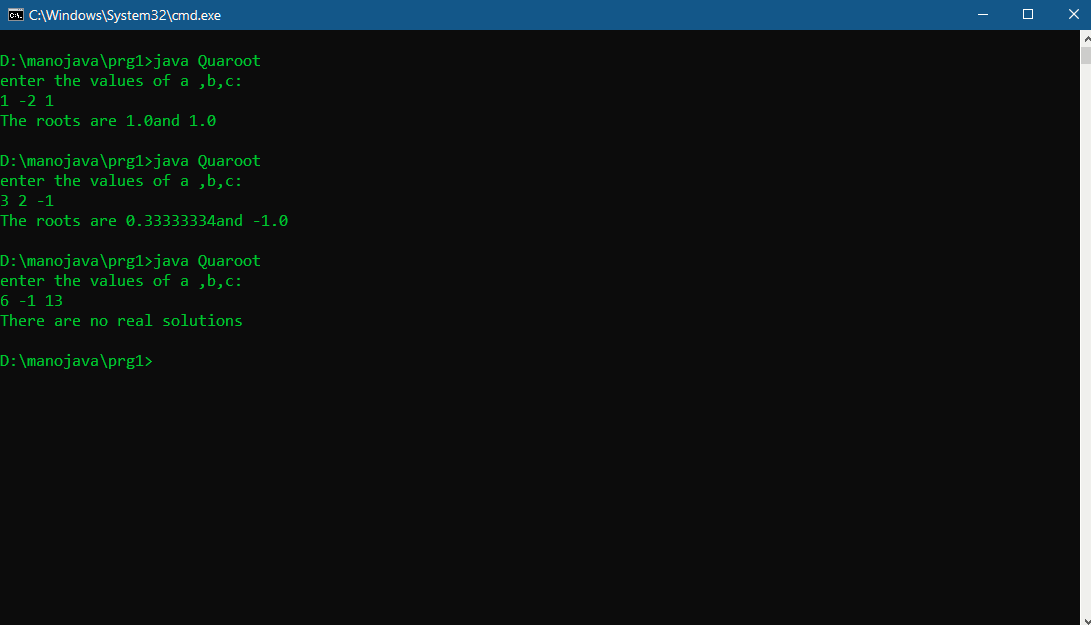 C:\Windows\System32\cmd.exe
D:\manojava\prg1>java Quaroot
enter the values of a ,b,c:
1 -2 1
The roots are 1.0and 1.0
D:\manojava\prg1>java Quaroot
enter the values of a ,b,c:
3 2 -1
The roots are 0.33333334and -1.0
D:\manojava\prg1>java Quaroot
enter the values of a ,b,c:
6 -1 13
There are no real solutions
D:\manojava\prg1>